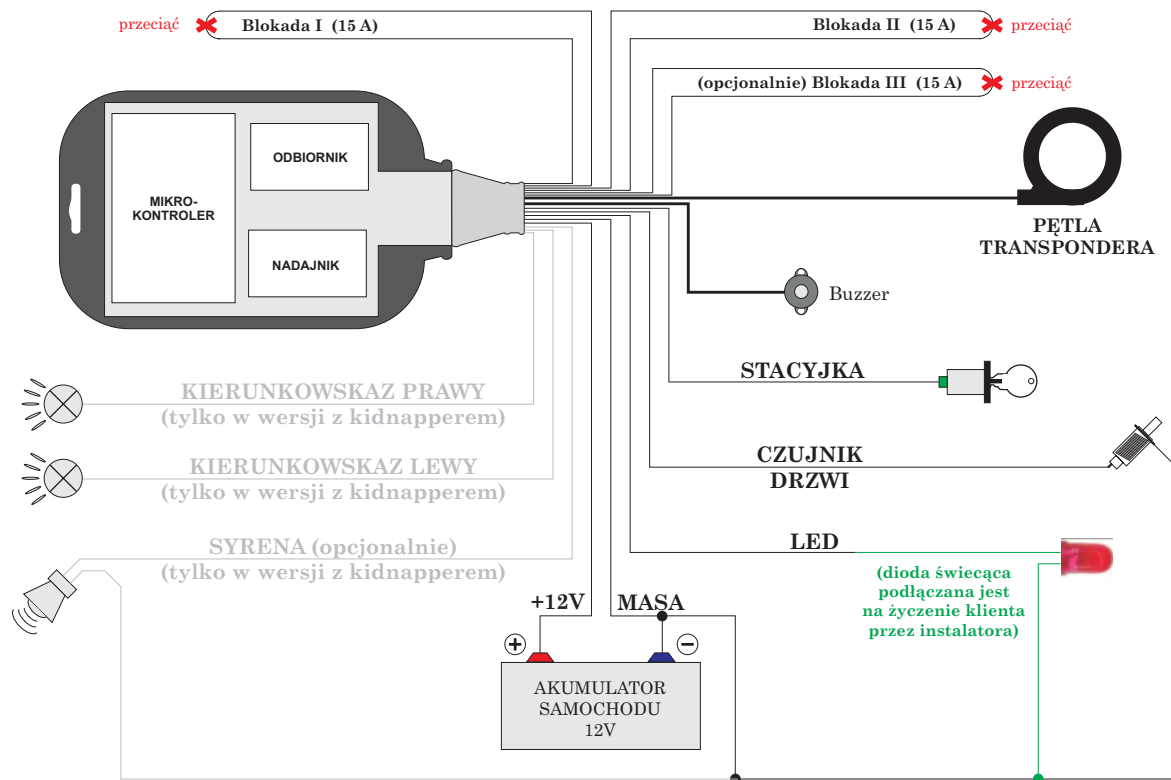 przeciąć
Blokada I (15 A)
Blokada II (15 A)
przeciąć
(opcjonalnie) Blokada III (15 A)
przeciąć
MIKRO-
KONTROLER
ODBIORNIK
NADAJNIK
PĘTLA
TRANSPONDERA
Buzzer
STACYJKA
KIERUNKOWSKAZ PRAWY
(tylko w wersji z kidnapperem)
CZUJNIK
DRZWI
KIERUNKOWSKAZ LEWY
(tylko w wersji z kidnapperem)
SYRENA (opcjonalnie)
(tylko w wersji z kidnapperem)
LED
(dioda świecąca
podłączana jest
na życzenie klienta
przez instalatora)
+12V
MASA
+
−
AKUMULATOR
SAMOCHODU
12V